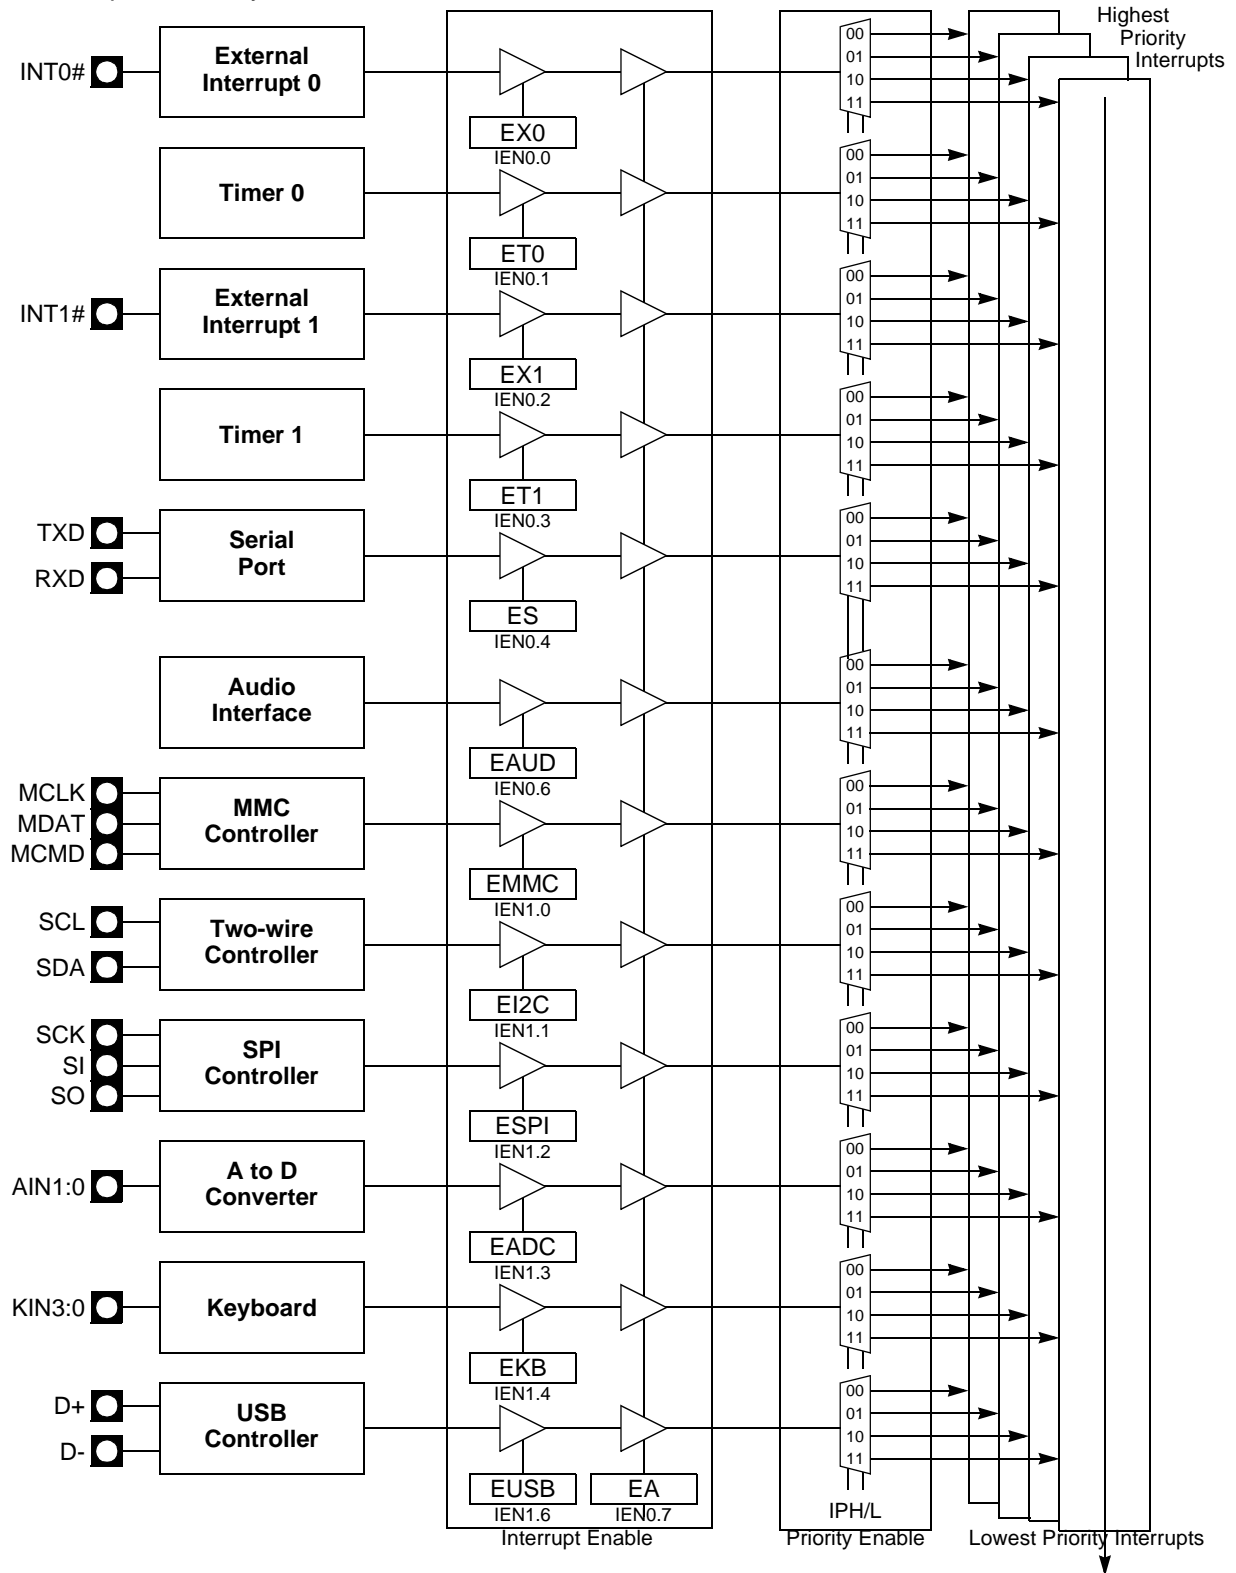 Highest
Priority
Interrupts
INT0#
External
Interrupt 0
EX0
IEN0.0
00
01
10
11
Timer 0
ET0
IEN0.1
00
01
10
11
INT1#
External
Interrupt 1
EX1
IEN0.2
00
01
10
11
Timer 1
ET1
IEN0.3
00
01
10
11
TXD
RXD
Serial
Port
ES
IEN0.4
00
01
10
11
Audio
Interface
EAUD
IEN0.6
00
01
10
11
MCLK
MDAT
MCMD
MMC
Controller
EMMC
IEN1.0
00
01
10
11
SCL
SDA
Two-wire
Controller
EI2C
IEN1.1
00
01
10
11
SCK
SI
SO
SPI
Controller
ESPI
IEN1.2
00
01
10
11
AIN1:0
A to D
Converter
EADC
IEN1.3
00
01
10
11
KIN3:0
Keyboard
EKB
IEN1.4
00
01
10
11
D+
D-
USB
Controller
EUSB
IEN1.6
EA
IEN0.7
00
01
10
11
IPH/L
Interrupt Enable
Priority Enable
Lowest Priority Interrupts